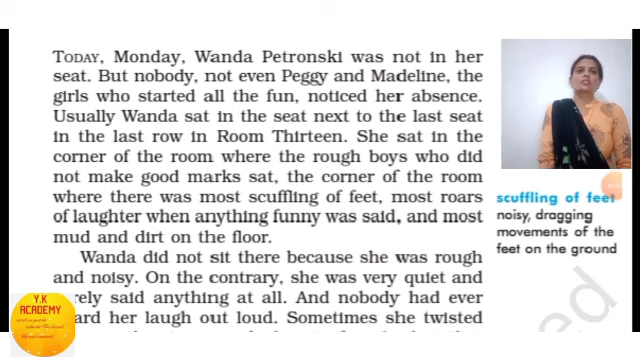 TODAY, Monday, Wanda Petronski was not in her
seat. But nobody, not even Peggy and Madeline, the
girls who started all the fun, noticed her absence.
Usually Wanda sat in the seat next to the last seat
in the last row in Room Thirteen. She sat in the
corner of the room where the rough boys who did
not make good marks sat, the corner of the room
where there was most scuffling of feet, most roars
of laughter when anything funny was said, and most
mud and dirt on the floor.
Wanda did not sit there because she was rough
and noisy. On the contrary, she was very quiet and
rely said anything at all. And nobody had ever
ard her laugh out loud. Sometimes she twisted
scuffling of feet
noisy, dragging
movements of the
feet on the ground
Y.K
ACADEMY
ed